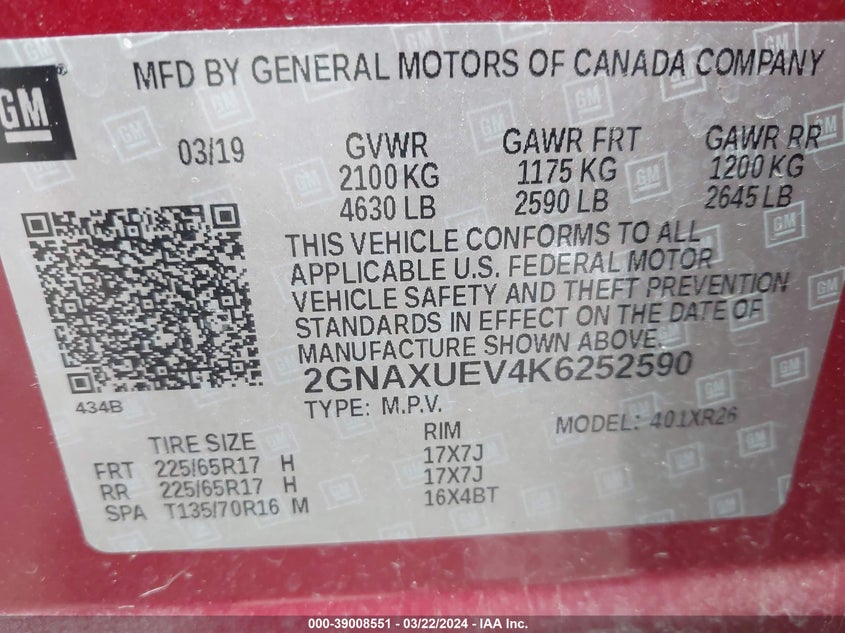 GM
MFD BY GENERAL MOTORS OF CANADA COMPANY
03/19 GVWR GAWR FRT GAWR RR
2100 KG 1175 KG 1200 KG
4630 LB 2590 LB 2645 LB
THIS VEHICLE CONFORMS TO ALL
APPLICABLE U.S. FEDERAL MOTOR
VEHICLE SAFETY AND THEFT PREVENTION
STANDARDS IN EFFECT ON THE DATE OF
MANUFACTURE SHOWN ABOVE.
2GNAXUEV4K6252590
434B
TYPE: M.P.V. MODEL: 401XR26
TIRE SIZE RIM
FRT 225/65R17 H 17X7J
RR 225/65R17 H 17X7J
SPA T135/70R16 M 16X4BT
000-39008551 / 03/22/2024 - IAA Inc.